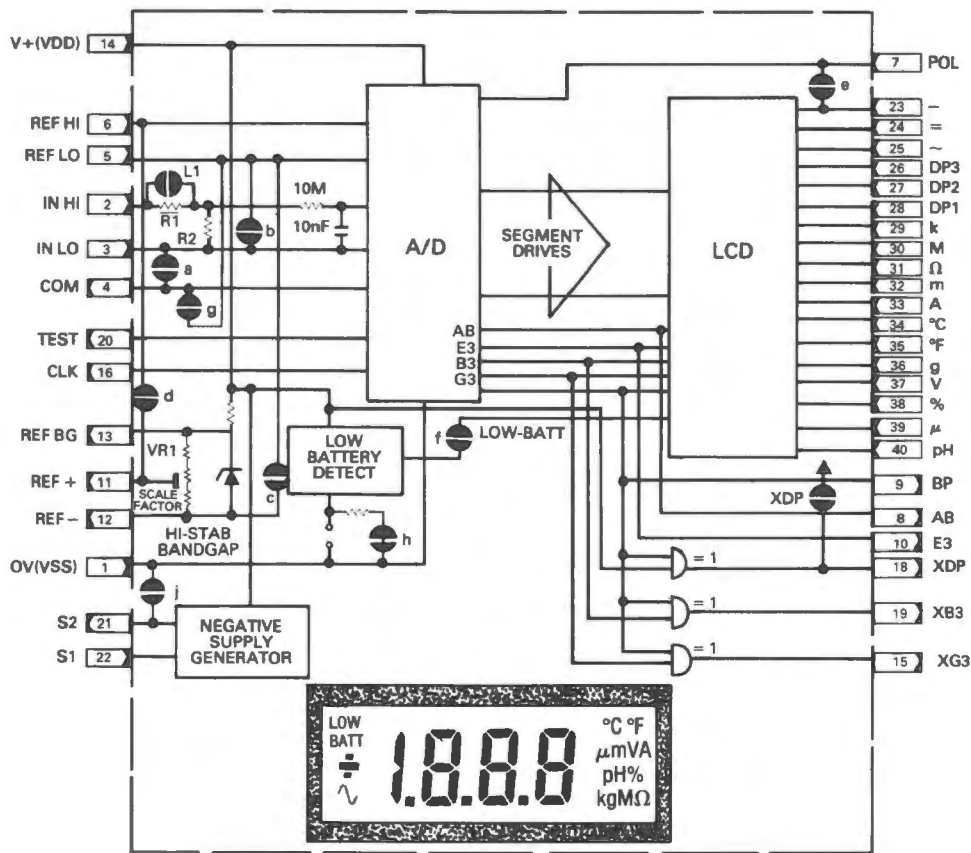 V+(VDD) 14
REF HI 6
REF LO 5
IN HI 2
IN LO 3
COM 4
TEST 20
CLK 16
REF BG 13
REF + 11
REF− 12
OV(VSS) 1
S2 21
S1 22
L1
R1
R2
10M
10nF
a
b
g
d
VR1
SCALE
FACTOR
HI-STAB
BANDGAP
c
j
h
f
e
A/D
AB
E3
B3
G3
SEGMENT
DRIVES
LCD
LOW
BATTERY
DETECT
LOW-BATT
NEGATIVE
SUPPLY
GENERATOR
XDP
= 1
= 1
= 1
7 POL
23 −
24 =
25 ~
26 DP3
27 DP2
28 DP1
29 k
30 M
31 Ω
32 m
33 A
34 °C
35 °F
36 g
37 V
38 %
39 μ
40 pH
9 BP
8 AB
10 E3
18 XDP
19 XB3
15 XG3
LOW
BATT
1.8.8.8
°C °F
μmVA
pH%
kgMΩ